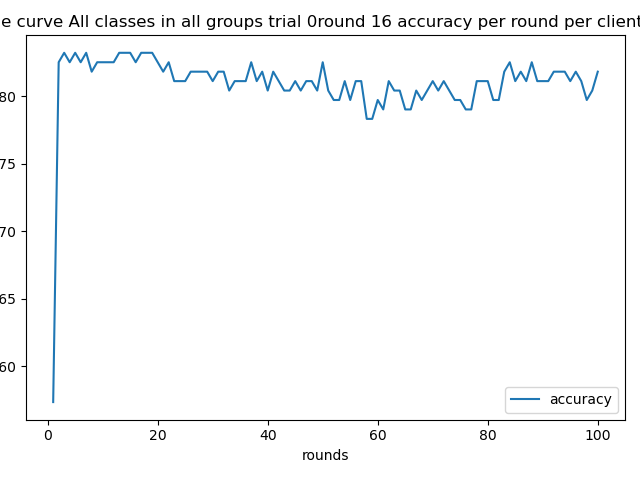 e curve All classes in all groups trial 0round 16 accuracy per round per client
80
75
70
65
60
accuracy
0 20 40 60 80 100
rounds